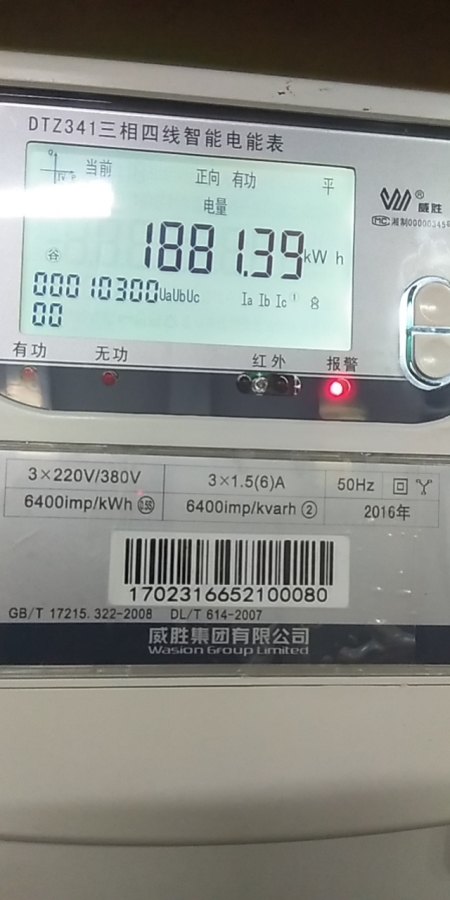 DTZ341三相四线智能电能表
当前 正向 有功 平
电量
® 威胜
谷 1881.39 kW h
00010300 UaUbUc Ia Ib Ic
00
有功 无功 红外 报警
3×220V/380V 3×1.5(6)A 50Hz
6400imp/kWh 6400imp/kvarh ② 2016年
1702316652100080
GB/T 17215.322-2008 DL/T 614-2007
威胜集团有限公司
Wasion Group Limited